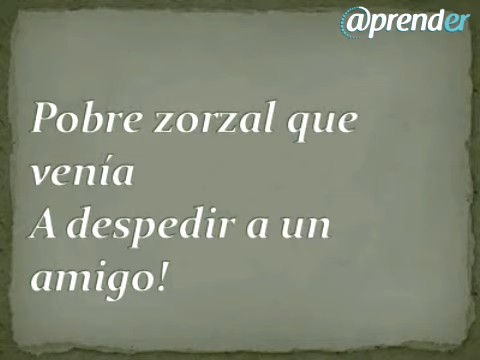 @prender
Pobre zorzal que
venía
A despedir a un
amigo!